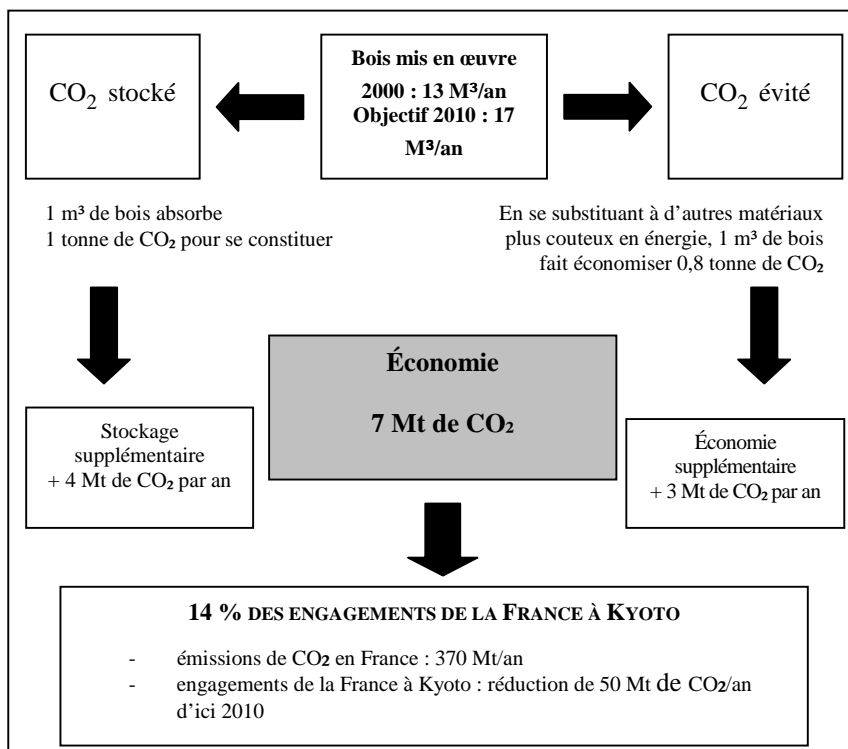 CO₂ stocké
Bois mis en œuvre
2000 : 13 M³/an
Objectif 2010 : 17
M³/an
CO₂ évité
1 m³ de bois absorbe
1 tonne de CO₂ pour se constituer
En se substituant à d’autres matériaux
plus couteux en énergie, 1 m³ de bois
fait économiser 0,8 tonne de CO₂
Économie
7 Mt de CO₂
Stockage
supplémentaire
+ 4 Mt de CO₂ par an
Économie
supplémentaire
+ 3 Mt de CO₂ par an
14 % DES ENGAGEMENTS DE LA FRANCE À KYOTO
- émissions de CO₂ en France : 370 Mt/an
- engagements de la France à Kyoto : réduction de 50 Mt de CO₂/an
d’ici 2010